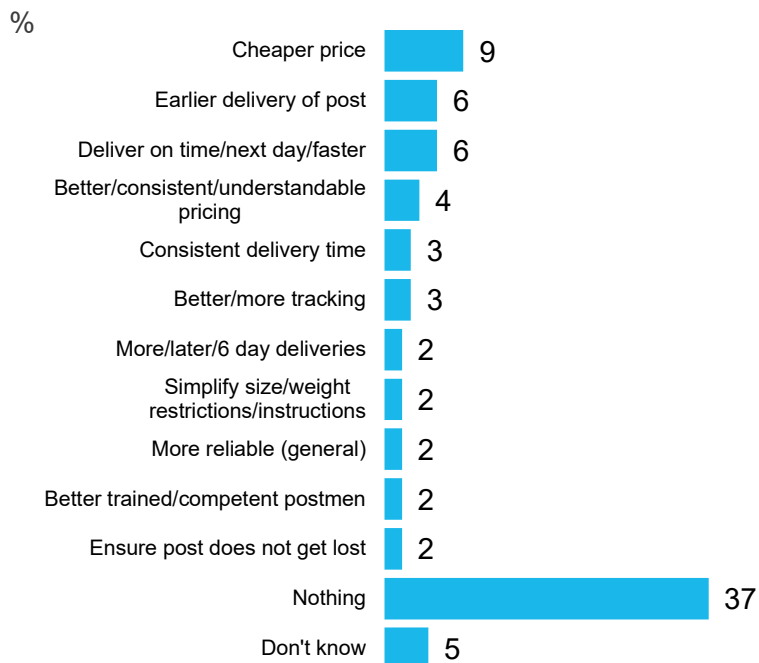 %
Cheaper price 9
Earlier delivery of post 6
Deliver on time/next day/faster 6
Better/consistent/understandable
pricing 4
Consistent delivery time 3
Better/more tracking 3
More/later/6 day deliveries 2
Simplify size/weight
restrictions/instructions 2
More reliable (general) 2
Better trained/competent postmen 2
Ensure post does not get lost 2
Nothing 37
Don't know 5